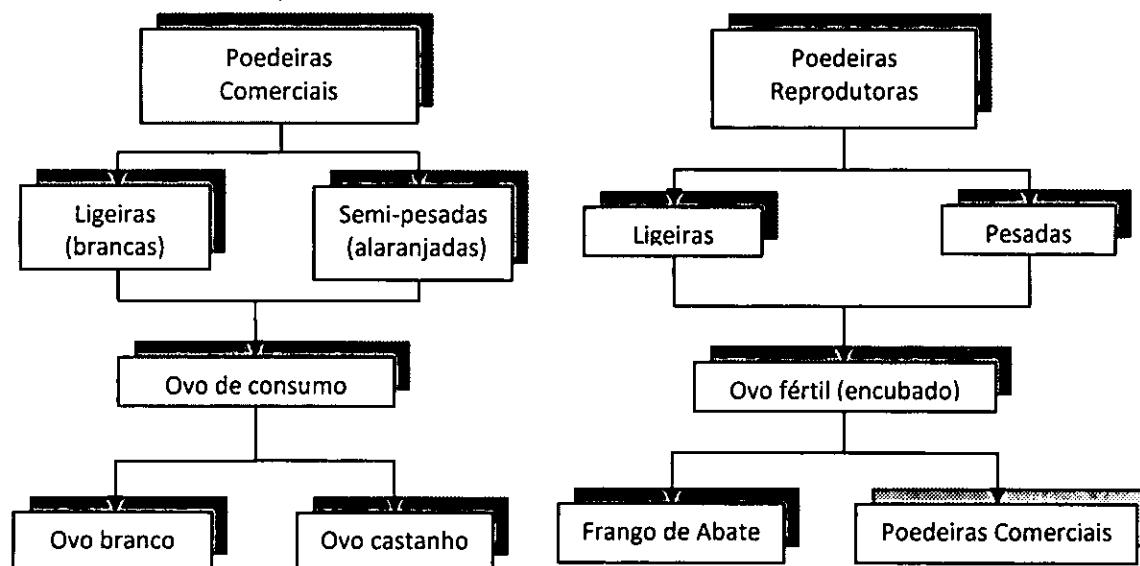 Poedeiras
Comerciais
Ligeiras
(brancas)
Semi-pesadas
(alaranjadas)
Ovo de consumo
Ovo branco
Ovo castanho
Poedeiras
Reprodutoras
Ligeiras
Pesadas
Ovo fértil (encubado)
Frango de Abate
Poedeiras Comerciais